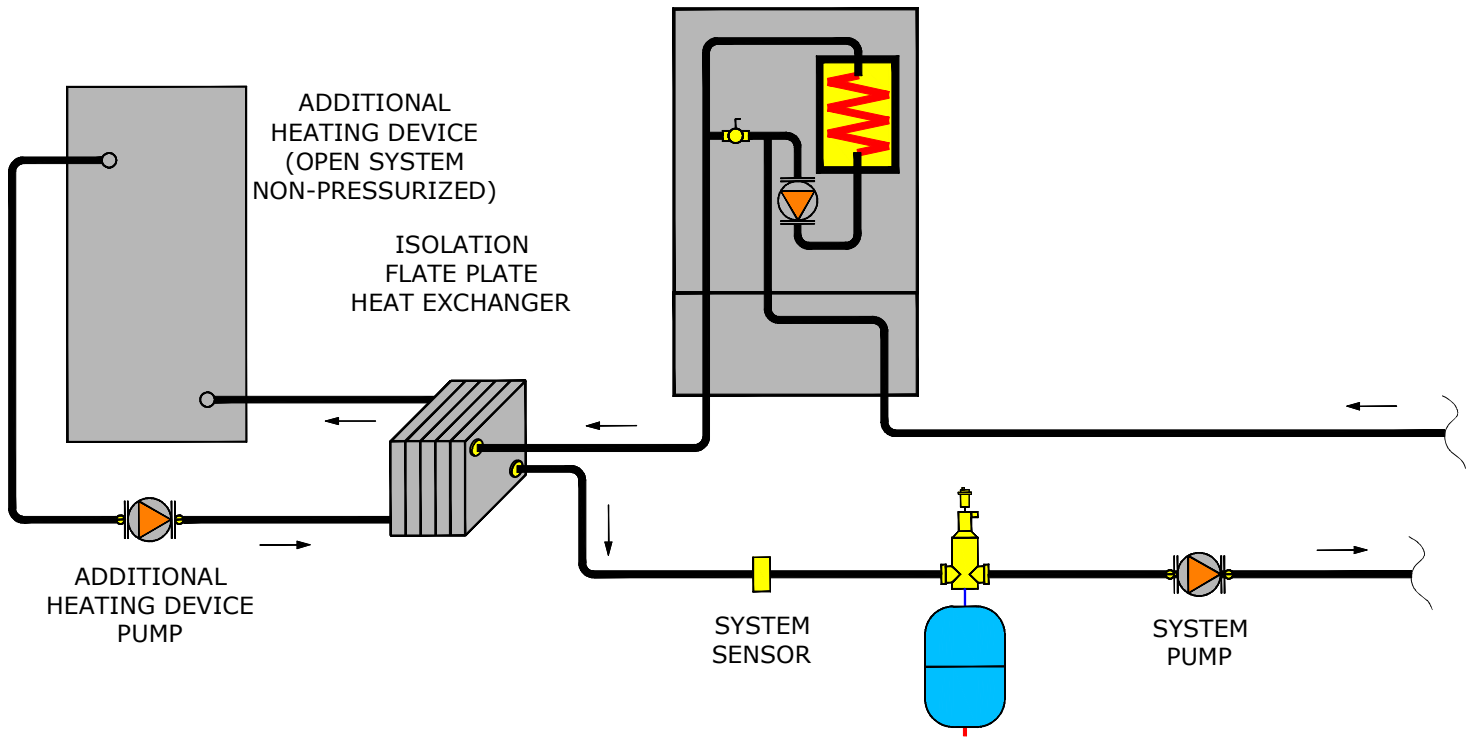 ADDITIONAL
HEATING DEVICE
(OPEN SYSTEM
NON-PRESSURIZED)
ISOLATION
FLATE PLATE
HEAT EXCHANGER
ADDITIONAL
HEATING DEVICE
PUMP
SYSTEM
SENSOR
SYSTEM
PUMP